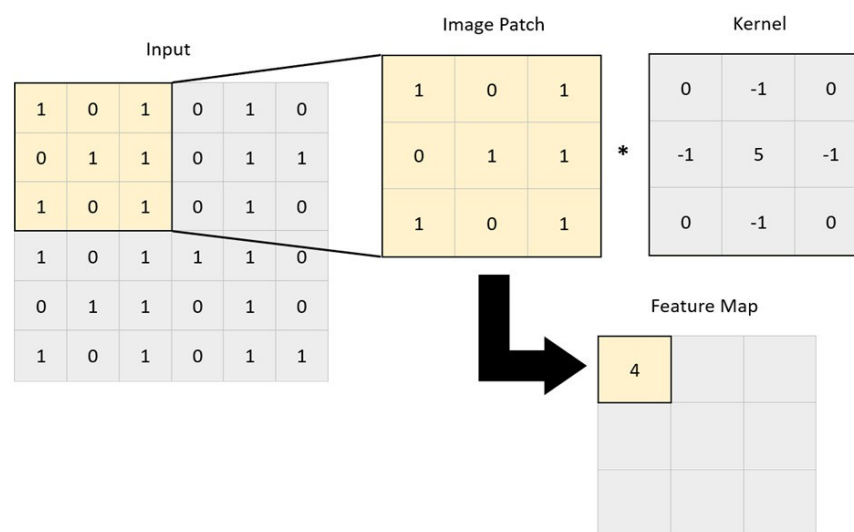 Input
1 0 1 0 1 0
0 1 1 0 1 1
1 0 1 0 1 0
1 0 1 1 1 0
0 1 1 0 1 0
1 0 1 0 1 1
Image Patch
1 0 1
0 1 1
1 0 1
*
Kernel
0 -1 0
-1 5 -1
0 -1 0
Feature Map
4